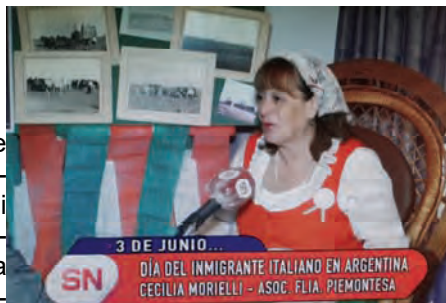 3 DE JUNIO...
SN
DÍA DEL INMIGRANTE ITALIANO EN ARGENTINA
CECILIA MORIELLI - ASOC. FLIA. PIEMONTESA